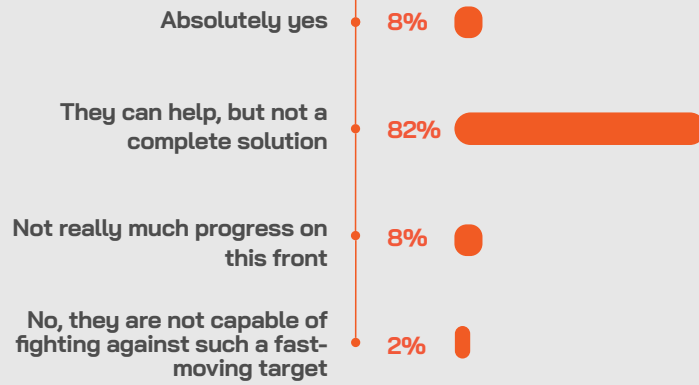 Absolutely yes
8%
They can help, but not a
complete solution
82%
Not really much progress on
this front
8%
No, they are not capable of
fighting against such a fast-
moving target
2%